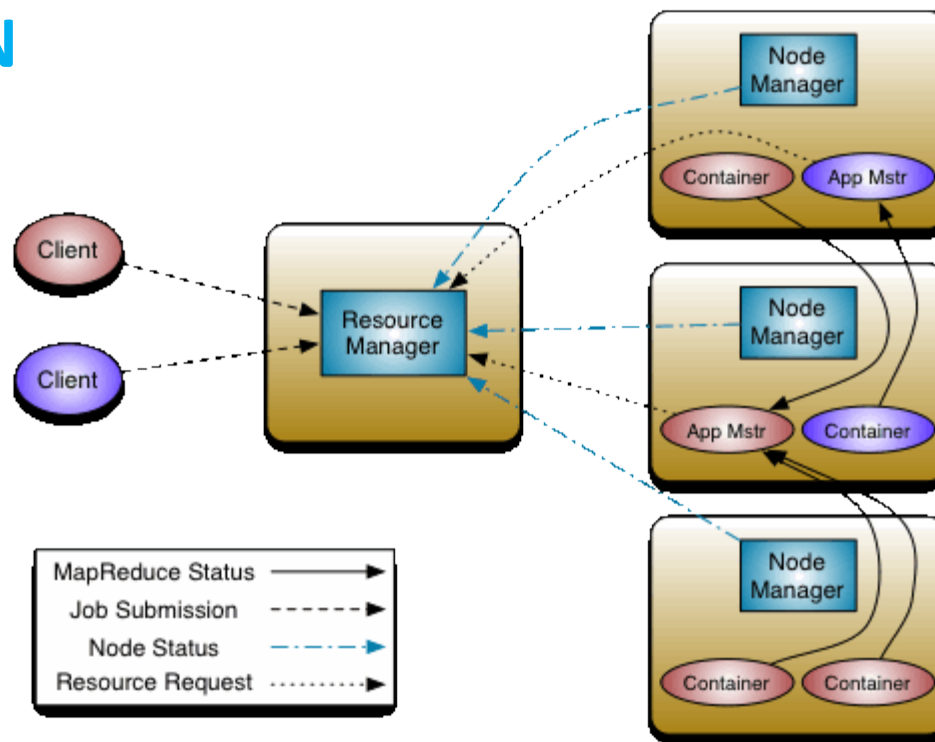 N
Node
Manager
Container
App Mstr
Client
Resource
Manager
Node
Manager
Client
App Mstr
Container
MapReduce Status
Job Submission
Node Status
Resource Request
Node
Manager
Container
Container